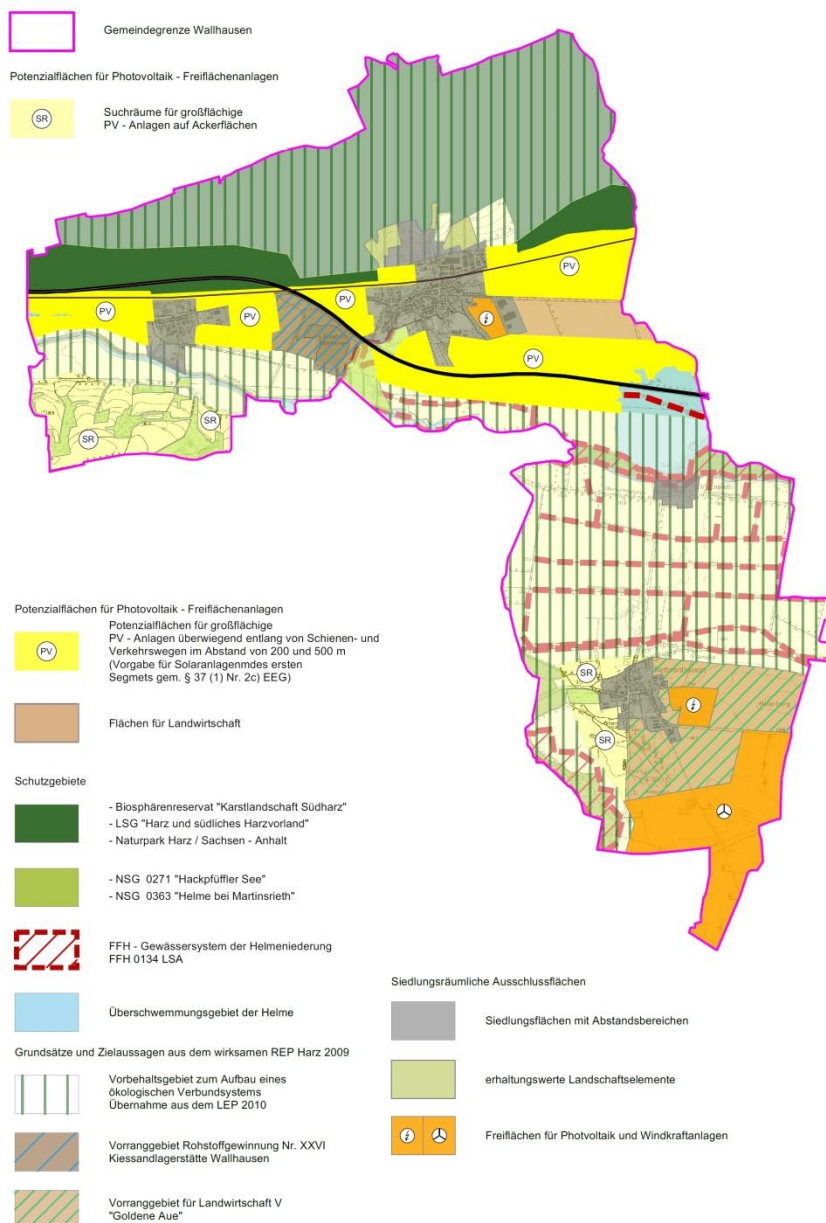 Gemeindegrenze Wallhausen
Potenzialflächen für Photovoltaik - Freiflächenanlagen
SR
Suchräume für großflächige
PV - Anlagen auf Ackerflächen
PV
PV
PV
PV
PV
SR
SR
SR
SR
Potenzialflächen für Photovoltaik - Freiflächenanlagen
PV
Potenzialflächen für großflächige
PV - Anlagen überwiegend entlang von Schienen- und
Verkehrswegen im Abstand von 200 und 500 m
(Vorgabe für Solaranlagenmdes ersten
Segmets gem. § 37 (1) Nr. 2c) EEG)
Flächen für Landwirtschaft
Schutzgebiete
- Biosphärenreservat "Karstlandschaft Südharz"
- LSG "Harz und südliches Harzvorland"
- Naturpark Harz / Sachsen - Anhalt
- NSG 0271 "Hackpfüffler See"
- NSG 0363 "Helme bei Martinsrieth"
FFH - Gewässersystem der Helmeniederung
FFH 0134 LSA
Überschwemmungsgebiet der Helme
Grundsätze und Zielaussagen aus dem wirksamen REP Harz 2009
Vorbehaltsgebiet zum Aufbau eines
ökologischen Verbundsystems
Übernahme aus dem LEP 2010
Vorranggebiet Rohstoffgewinnung Nr. XXVI
Kiessandlagerstätte Wallhausen
Vorranggebiet für Landwirtschaft V
"Goldene Aue"
Siedlungsräumliche Ausschlussflächen
Siedlungsflächen mit Abstandsbereichen
erhaltungswerte Landschaftselemente
Freiflächen für Photvoltaik und Windkraftanlagen